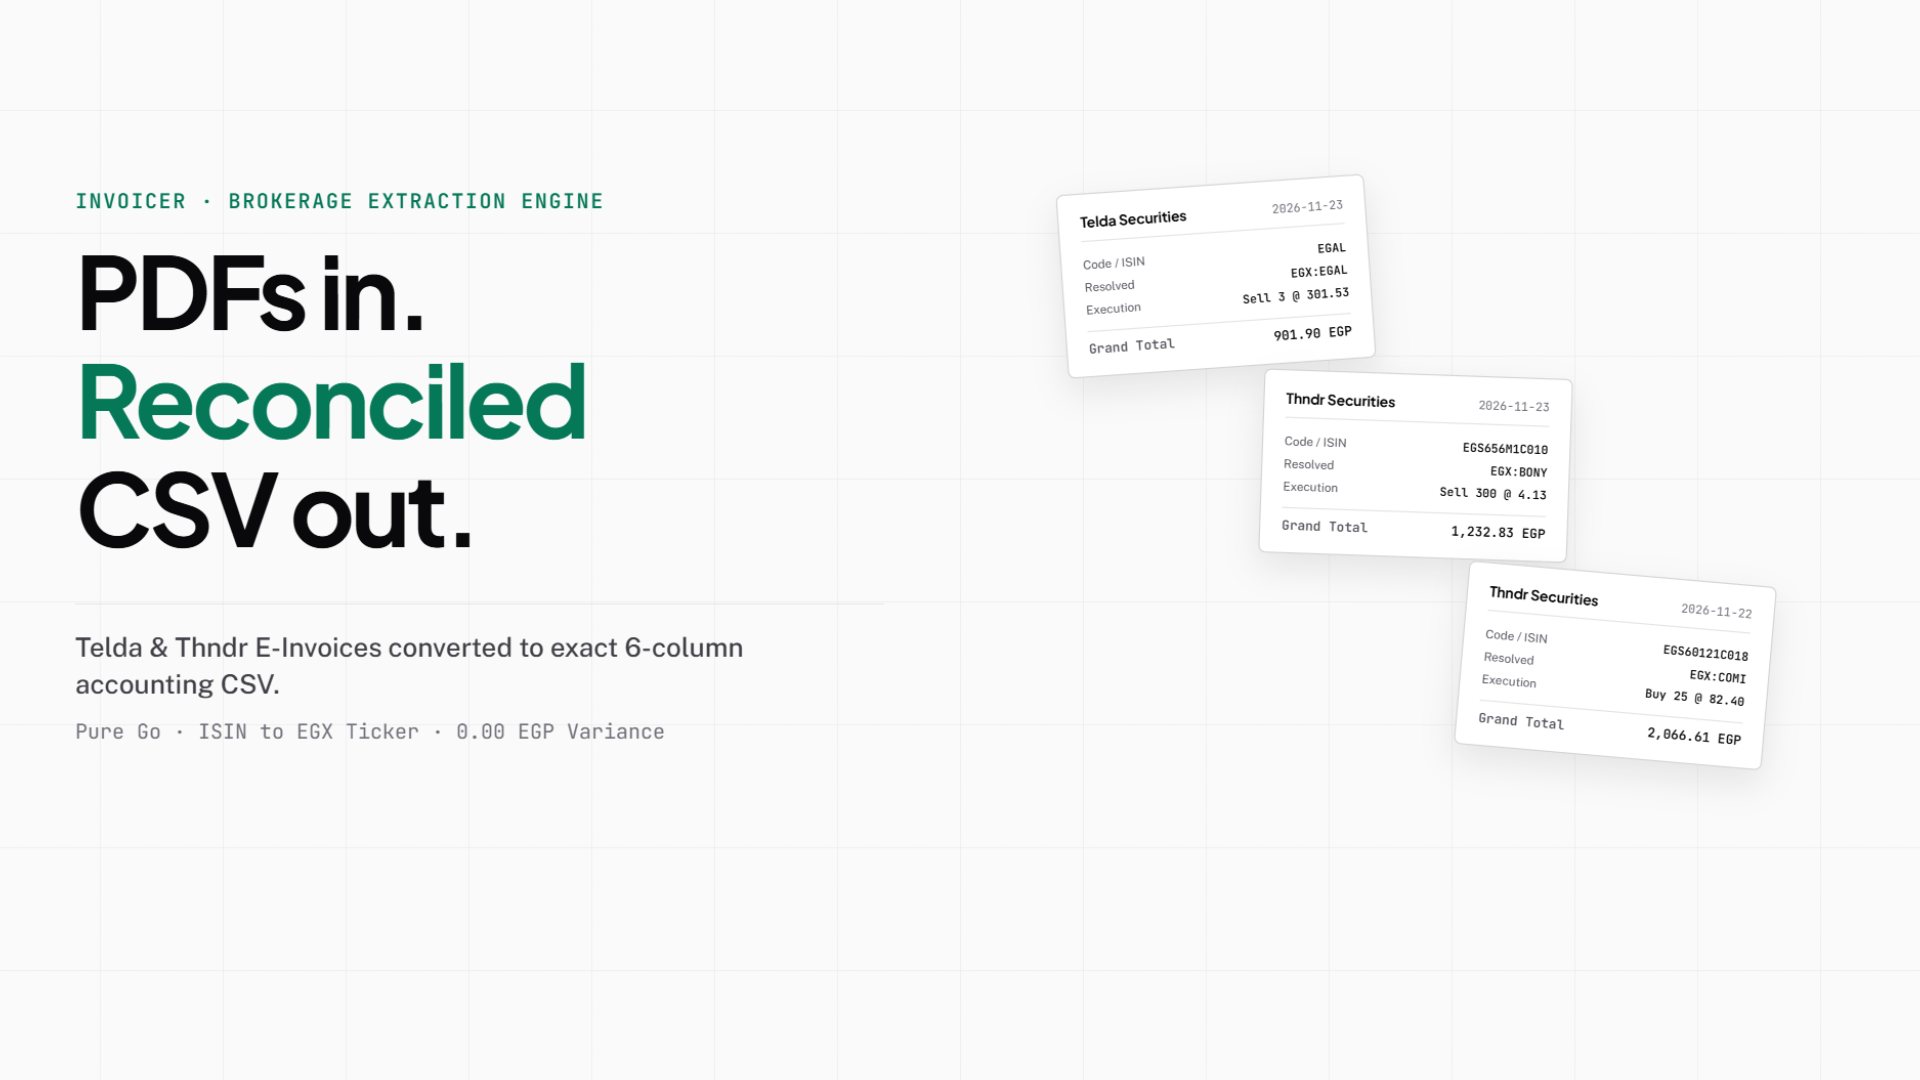 INVOICER · BROKERAGE EXTRACTION ENGINE
PDFs in.
Reconciled
CSV out.
Telda & Thndr E-Invoices converted to exact 6-column
accounting CSV.
Pure Go · ISIN to EGX Ticker · 0.00 EGP Variance
Telda Securities 2026-11-23
Code / ISIN EGAL
Resolved EGX:EGAL
Execution Sell 3 @ 301.53
Grand Total 901.90 EGP
Thndr Securities 2026-11-23
Code / ISIN EGS656M1C010
Resolved EGX:BONY
Execution Sell 300 @ 4.13
Grand Total 1,232.83 EGP
Thndr Securities 2026-11-22
Code / ISIN EGS60121C018
Resolved EGX:COMI
Execution Buy 25 @ 82.40
Grand Total 2,066.61 EGP